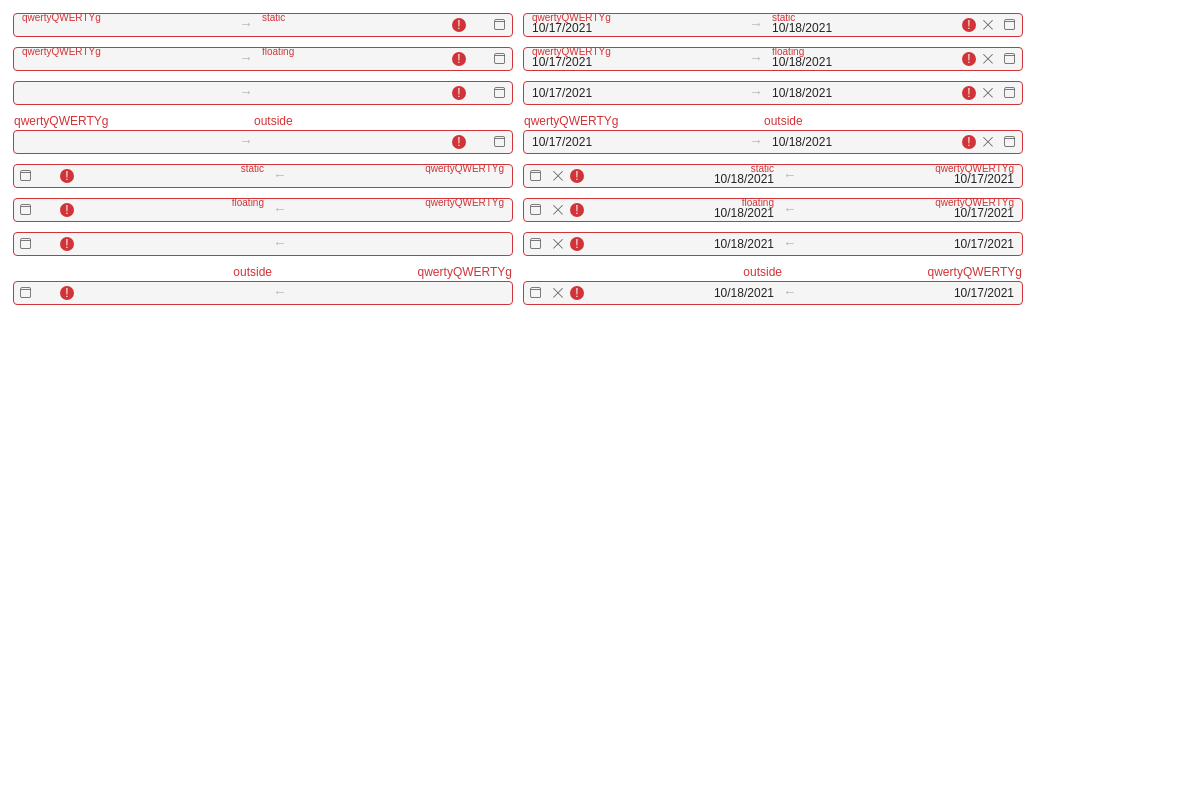 qwertyQWERTYg → static !
qwertyQWERTYg static
10/17/2021 → 10/18/2021 !
qwertyQWERTYg → floating !
qwertyQWERTYg floating
10/17/2021 → 10/18/2021 !
→ !
10/17/2021 → 10/18/2021 !
qwertyQWERTYg outside
→ !
qwertyQWERTYg outside
10/17/2021 → 10/18/2021 !
! static ← qwertyQWERTYg
static qwertyQWERTYg
! 10/18/2021 ← 10/17/2021
! floating ← qwertyQWERTYg
floating qwertyQWERTYg
! 10/18/2021 ← 10/17/2021
! ←
! 10/18/2021 ← 10/17/2021
outside qwertyQWERTYg
! ←
outside qwertyQWERTYg
! 10/18/2021 ← 10/17/2021